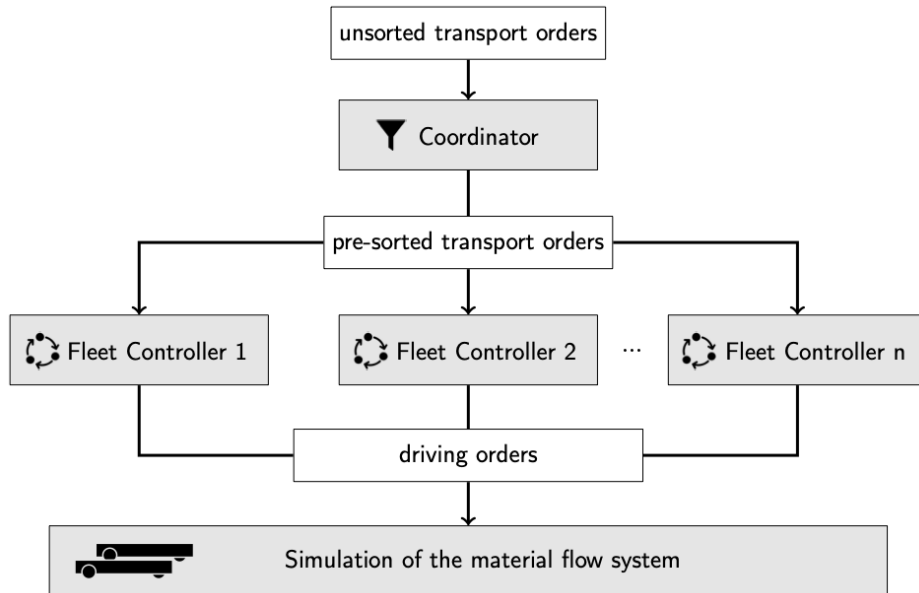 unsorted transport orders
Coordinator
pre-sorted transport orders
Fleet Controller 1
Fleet Controller 2
...
Fleet Controller n
driving orders
Simulation of the material flow system